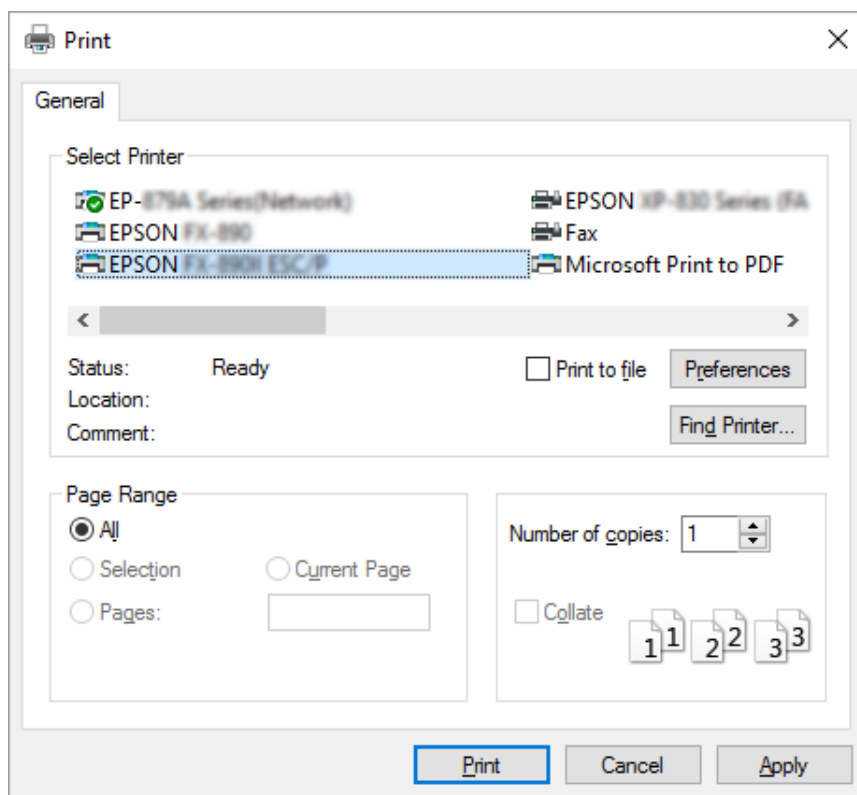 Print
General
Select Printer
EP- EPSON
EPSON Fax
EPSON Microsoft Print to PDF
Status: Ready Print to file Preferences
Location:
Comment: Find Printer...
Page Range
All
Number of copies: 1
Selection Current Page
Pages: Collate
1 1 2 2 3 3
Print Cancel Apply